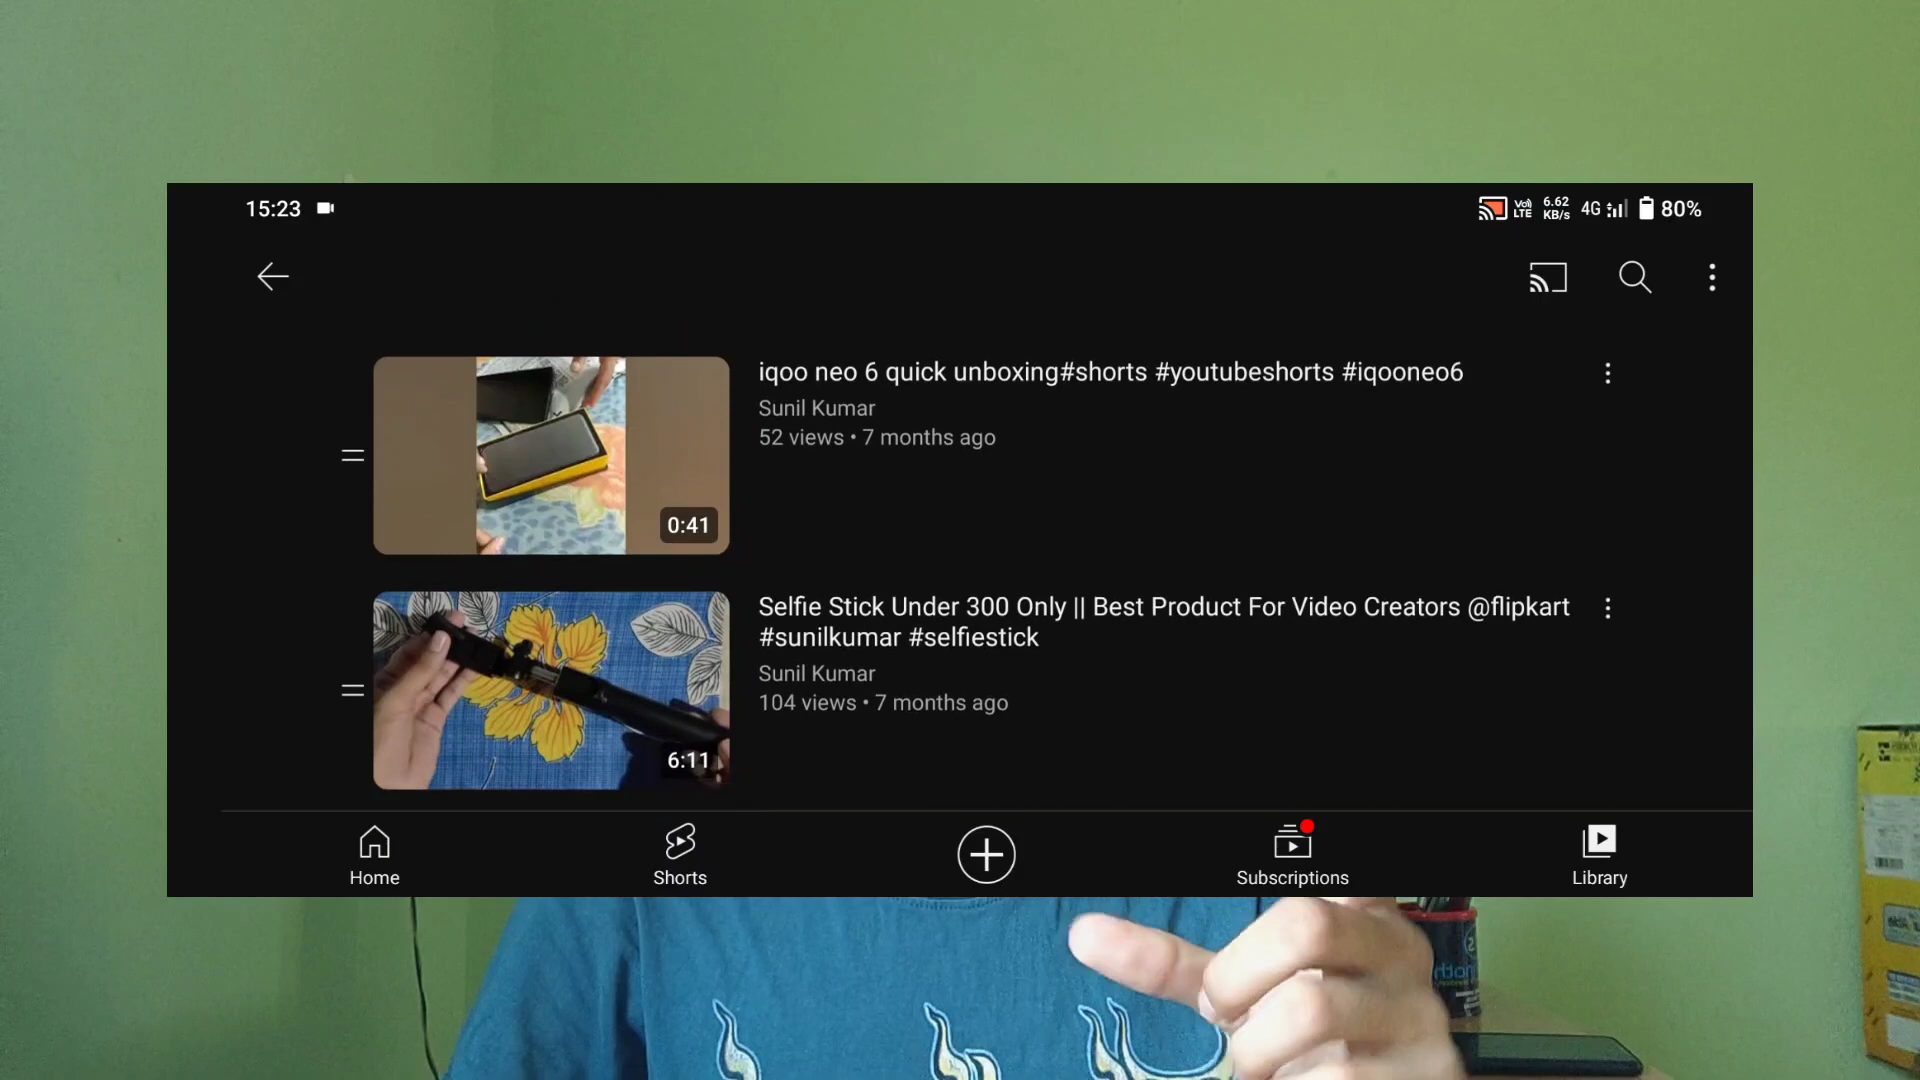 15:23
Vo)
LTE
6.62
KB/s
4G
80%
iqoo neo 6 quick unboxing#shorts #youtubeshorts #iqooneo6
Sunil Kumar
52 views • 7 months ago
0:41
Selfie Stick Under 300 Only || Best Product For Video Creators @flipkart
#sunilkumar #selfiestick
Sunil Kumar
104 views • 7 months ago
6:11
Home
Shorts
Subscriptions
Library